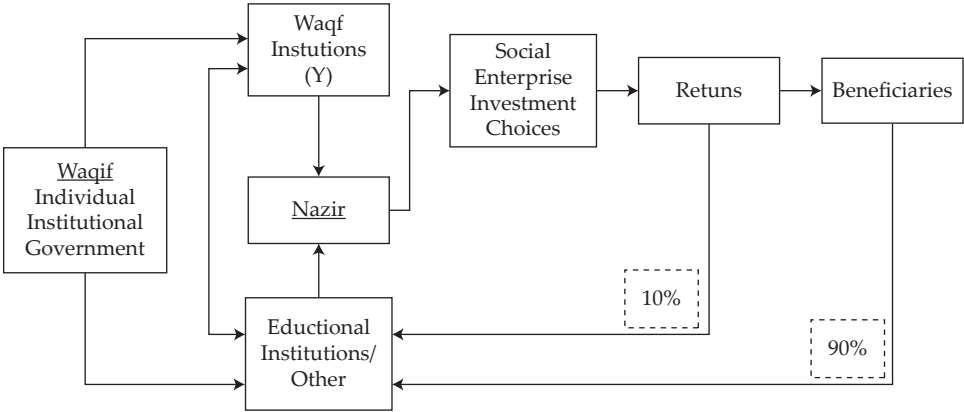 Waqf
Instutions
(Y)
Social
Enterprise
Investment
Choices
Retuns
Beneficiaries
Waqif
Individual
Institutional
Government
Nazir
10%
Eductional
Institutions/
Other
90%